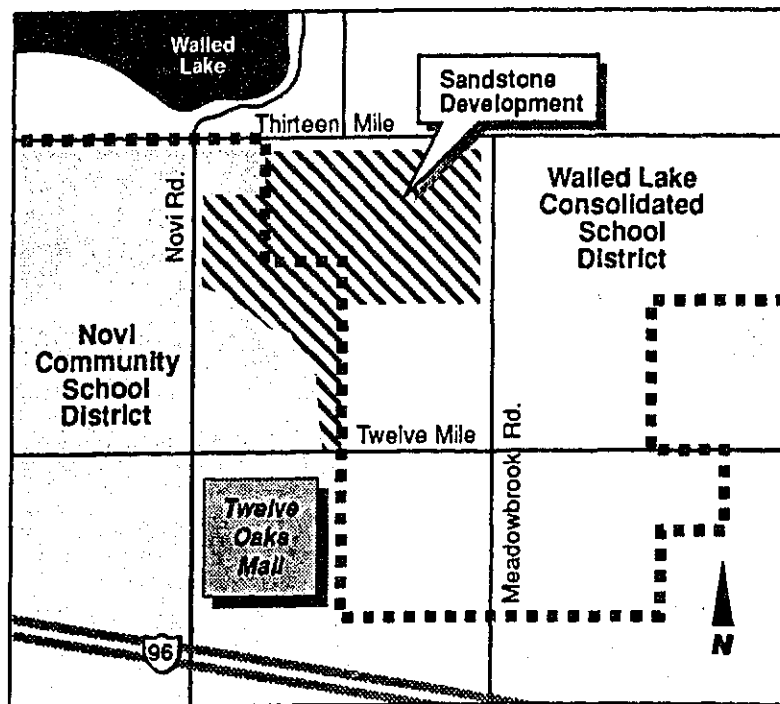 Walled
Lake
Sandstone
Development
Thirteen Mile
Novi Rd.
Walled Lake
Consolidated
School
District
Novi
Community
School
District
Twelve Mile
Meadowbrook Rd.
Twelve
Oaks
Mall
96
N